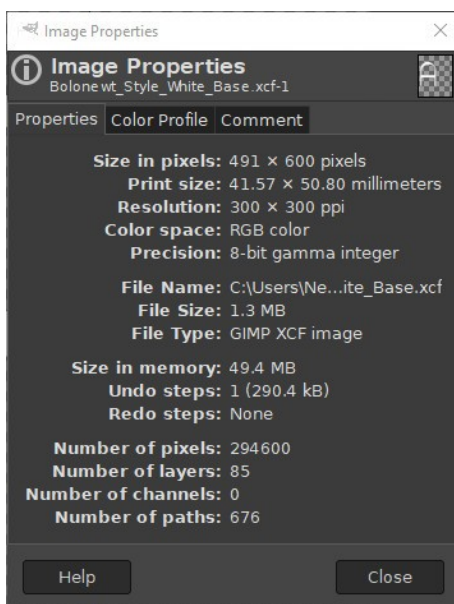 Image Properties
Image Properties
Bolonewt_Style_White_Base.xcf-1
Properties Color Profile Comment
Size in pixels: 491 × 600 pixels
Print size: 41.57 × 50.80 millimeters
Resolution: 300 × 300 ppi
Color space: RGB color
Precision: 8-bit gamma integer
File Name: C:\Users\Ne...ite_Base.xcf
File Size: 1.3 MB
File Type: GIMP XCF image
Size in memory: 49.4 MB
Undo steps: 1 (290.4 kB)
Redo steps: None
Number of pixels: 294600
Number of layers: 85
Number of channels: 0
Number of paths: 676
Help Close